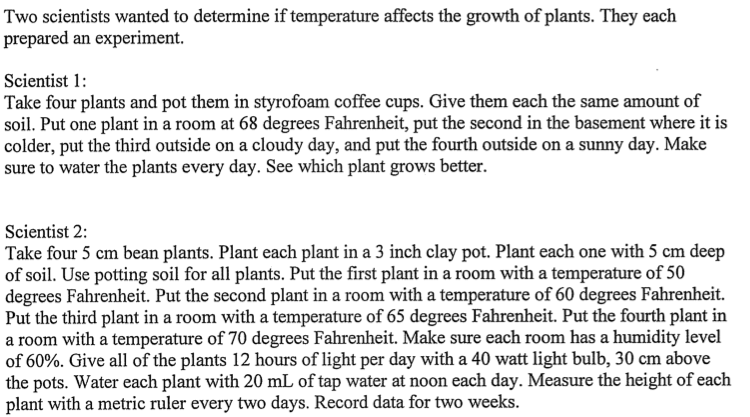 Two scientists wanted to determine if temperature affects the growth of plants. They each
prepared an experiment.
Scientist 1:
Take four plants and pot them in styrofoam coffee cups. Give them each the same amount of
soil. Put one plant in a room at 68 degrees Fahrenheit, put the second in the basement where it is
colder, put the third outside on a cloudy day, and put the fourth outside on a sunny day. Make
sure to water the plants every day. See which plant grows better.
Scientist 2:
Take four 5 cm bean plants. Plant each plant in a 3 inch clay pot. Plant each one with 5 cm deep
of soil. Use potting soil for all plants. Put the first plant in a room with a temperature of 50
degrees Fahrenheit. Put the second plant in a room with a temperature of 60 degrees Fahrenheit.
Put the third plant in a room with a temperature of 65 degrees Fahrenheit. Put the fourth plant in
a room with a temperature of 70 degrees Fahrenheit. Make sure each room has a humidity level
of 60%. Give all of the plants 12 hours of light per day with a 40 watt light bulb, 30 cm above
the pots. Water each plant with 20 mL of tap water at noon each day. Measure the height of each
plant with a metric ruler every two days. Record data for two weeks.